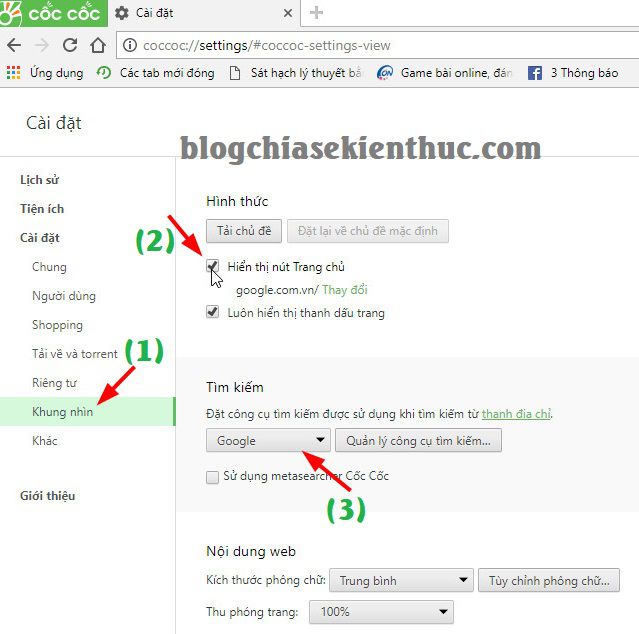 cốc cốc
Cài đặt
coccoc://settings/#coccoc-settings-view
Ứng dụng
Các tab mới đóng
Sát hạch lý thuyết bằ
Game bài online, đán
3 Thông báo
Cài đặt
blogchiasekienthuc.com
Lịch sử
Tiện ích
Cài đặt
Chung
Người dùng
Shopping
Tải về và torrent
(1)
Riêng tư
Khung nhìn
Khác
Giới thiệu
Hình thức
Tải chủ đề
Đặt lại về chủ đề mặc định
(2)
Hiển thị nút Trang chủ
google.com.vn/ Thay đổi
Luôn hiển thị thanh dấu trang
Tìm kiếm
Đặt công cụ tìm kiếm được sử dụng khi tìm kiếm từ thanh địa chỉ.
Google
Quản lý công cụ tìm kiếm...
Sử dụng metasearcher Cốc Cốc
(3)
Nội dung web
Kích thước phông chữ: Trung bình
Tùy chỉnh phông chữ...
Thu phóng trang: 100%